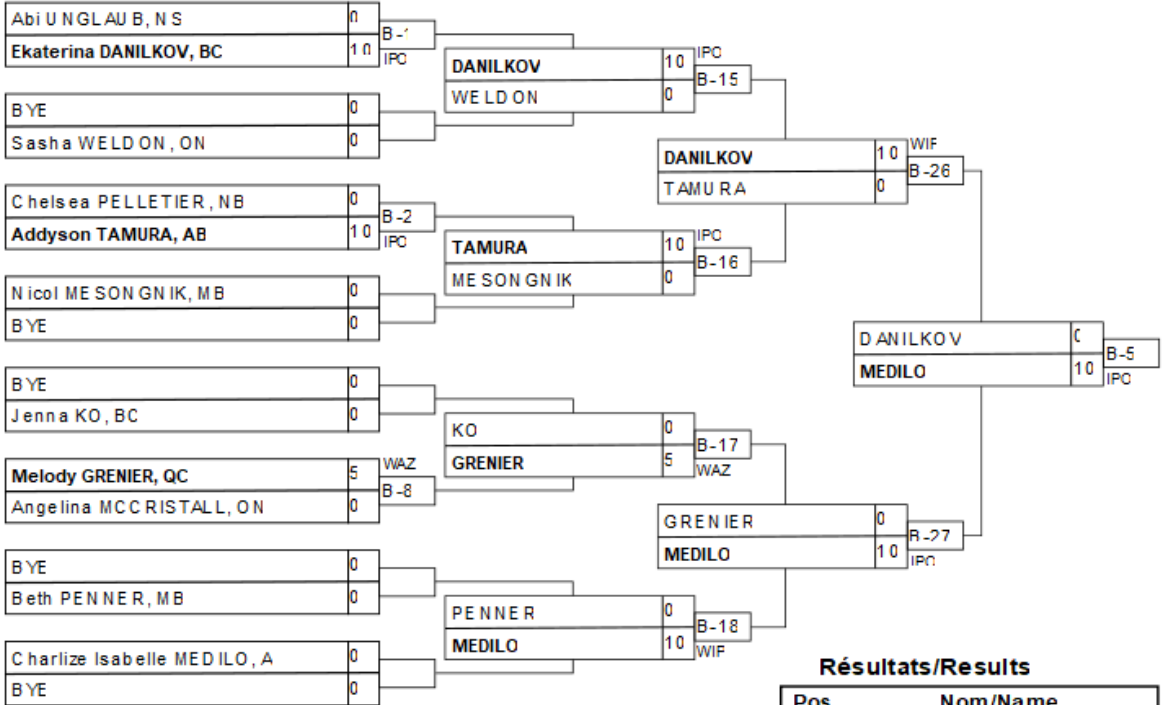 Abi UNGLAUB, NS 0
B-1
Ekaterina DANILKOV, BC 10
IPO
BYE 0
Sasha WELDON, ON 0
Chelsea PELLETIER, NB 0
B-2
Addyson TAMURA, AB 10
IPO
Nicol MESONGNIK, MB 0
BYE 0
BYE 0
Jenna KO, BC 0
Melody GRENIER, QC 5
WAZ
B-8
Angelina MCCRISTALL, ON 0
BYE 0
Beth PENNER, MB 0
Charlize Isabelle MEDILO, A 0
BYE 0
DANILKOV 10
IPO
B-15
WELDON 0
TAMURA 10
IPO
B-16
MESONGNIK 0
KO 0
B-17
GRENIER 5
WAZ
PENNER 0
B-18
MEDILO 10
WIF
DANILKOV 10
WIF
B-26
TAMURA 0
GRENIER 0
B-27
MEDILO 10
IPO
DANILKOV 0
B-5
MEDILO 10
IPO
Résultats/Results
Pos Nom/Name